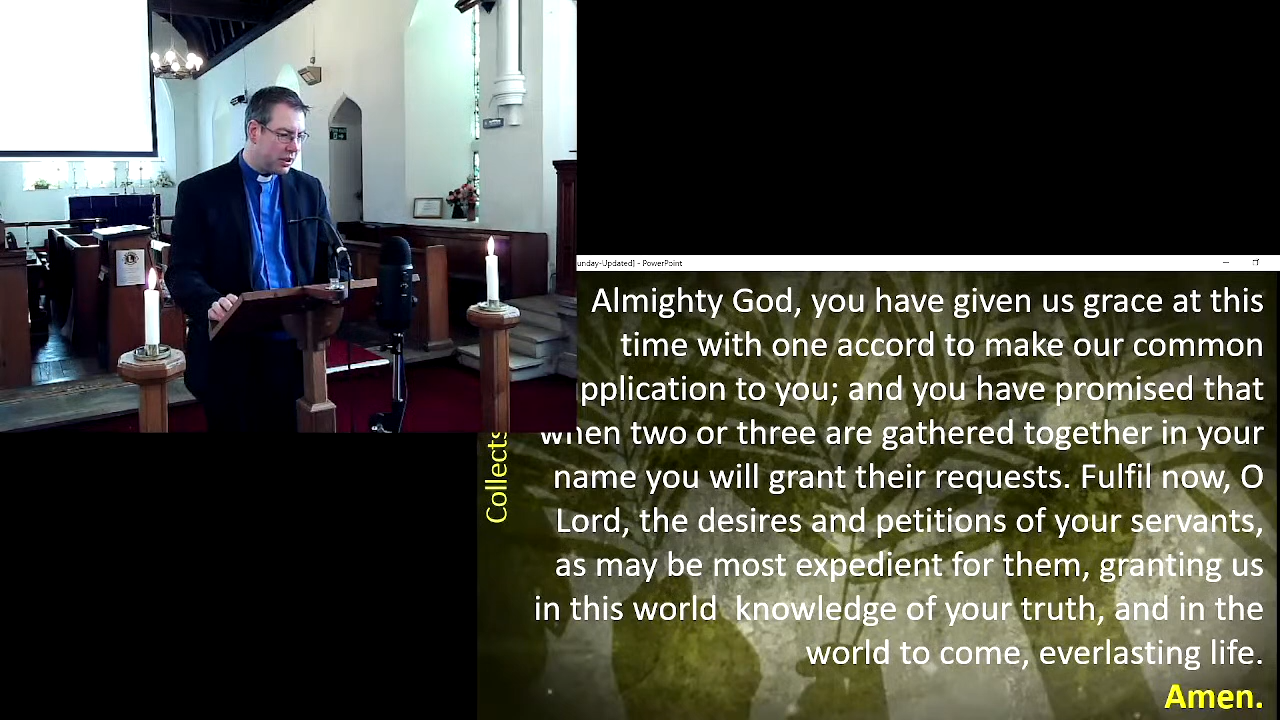 unday-Updated] - PowerPoint
Almighty God, you have given us grace at this
time with one accord to make our common
pplication to you; and you have promised that
when two or three are gathered together in your
name you will grant their requests. Fulfil now, O
Lord, the desires and petitions of your servants,
as may be most expedient for them, granting us
in this world knowledge of your truth, and in the
world to come, everlasting life.
Amen.
Collects